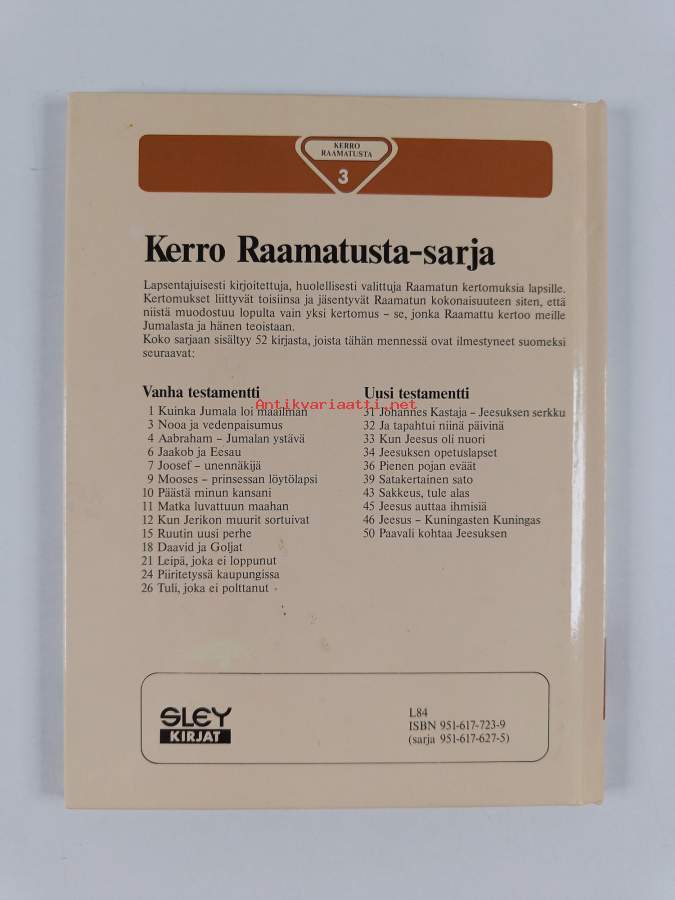 KERRO
RAAMATUSTA
3
Kerro Raamatusta-sarja
Lapsentajuisesti kirjoitettuja, huolellisesti valittuja Raamatun kertomuksia lapsille.
Kertomukset liittyvät toisiinsa ja jäsentyvät Raamatun kokonaisuuteen siten, että
niistä muodostuu lopulta vain yksi kertomus – se, jonka Raamattu kertoo meille
Jumalasta ja hänen teoistaan.
Koko sarjaan sisältyy 52 kirjasta, joista tähän mennessä ovat ilmestyneet suomeksi
seuraavat:
Vanha testamentti
1 Kuinka Jumala loi maailman
3 Nooa ja vedenpaisumus
4 Aabraham – Jumalan ystävä
6 Jaakob ja Eesau
7 Joosef – unennäkijä
9 Mooses – prinsessan löytölapsi
10 Päästä minun kansani
11 Matka luvattuun maahan
12 Kun Jerikon muurit sortuivat
15 Ruutin uusi perhe
18 Daavid ja Goljat
21 Leipä, joka ei loppunut
24 Piiritetyssä kaupungissa
26 Tuli, joka ei polttanut
Uusi testamentti
31 Johannes Kastaja – Jeesuksen serkku
32 Ja tapahtui niinä päivinä
33 Kun Jeesus oli nuori
34 Jeesuksen opetuslapset
36 Pienen pojan eväät
39 Satakertainen sato
43 Sakkeus, tule alas
45 Jeesus auttaa ihmisiä
46 Jeesus – Kuningasten Kuningas
50 Paavali kohtaa Jeesuksen
Antikvariaatti.net
SLEY
KIRJAT
L84
ISBN 951-617-723-9
(sarja 951-617-627-5)